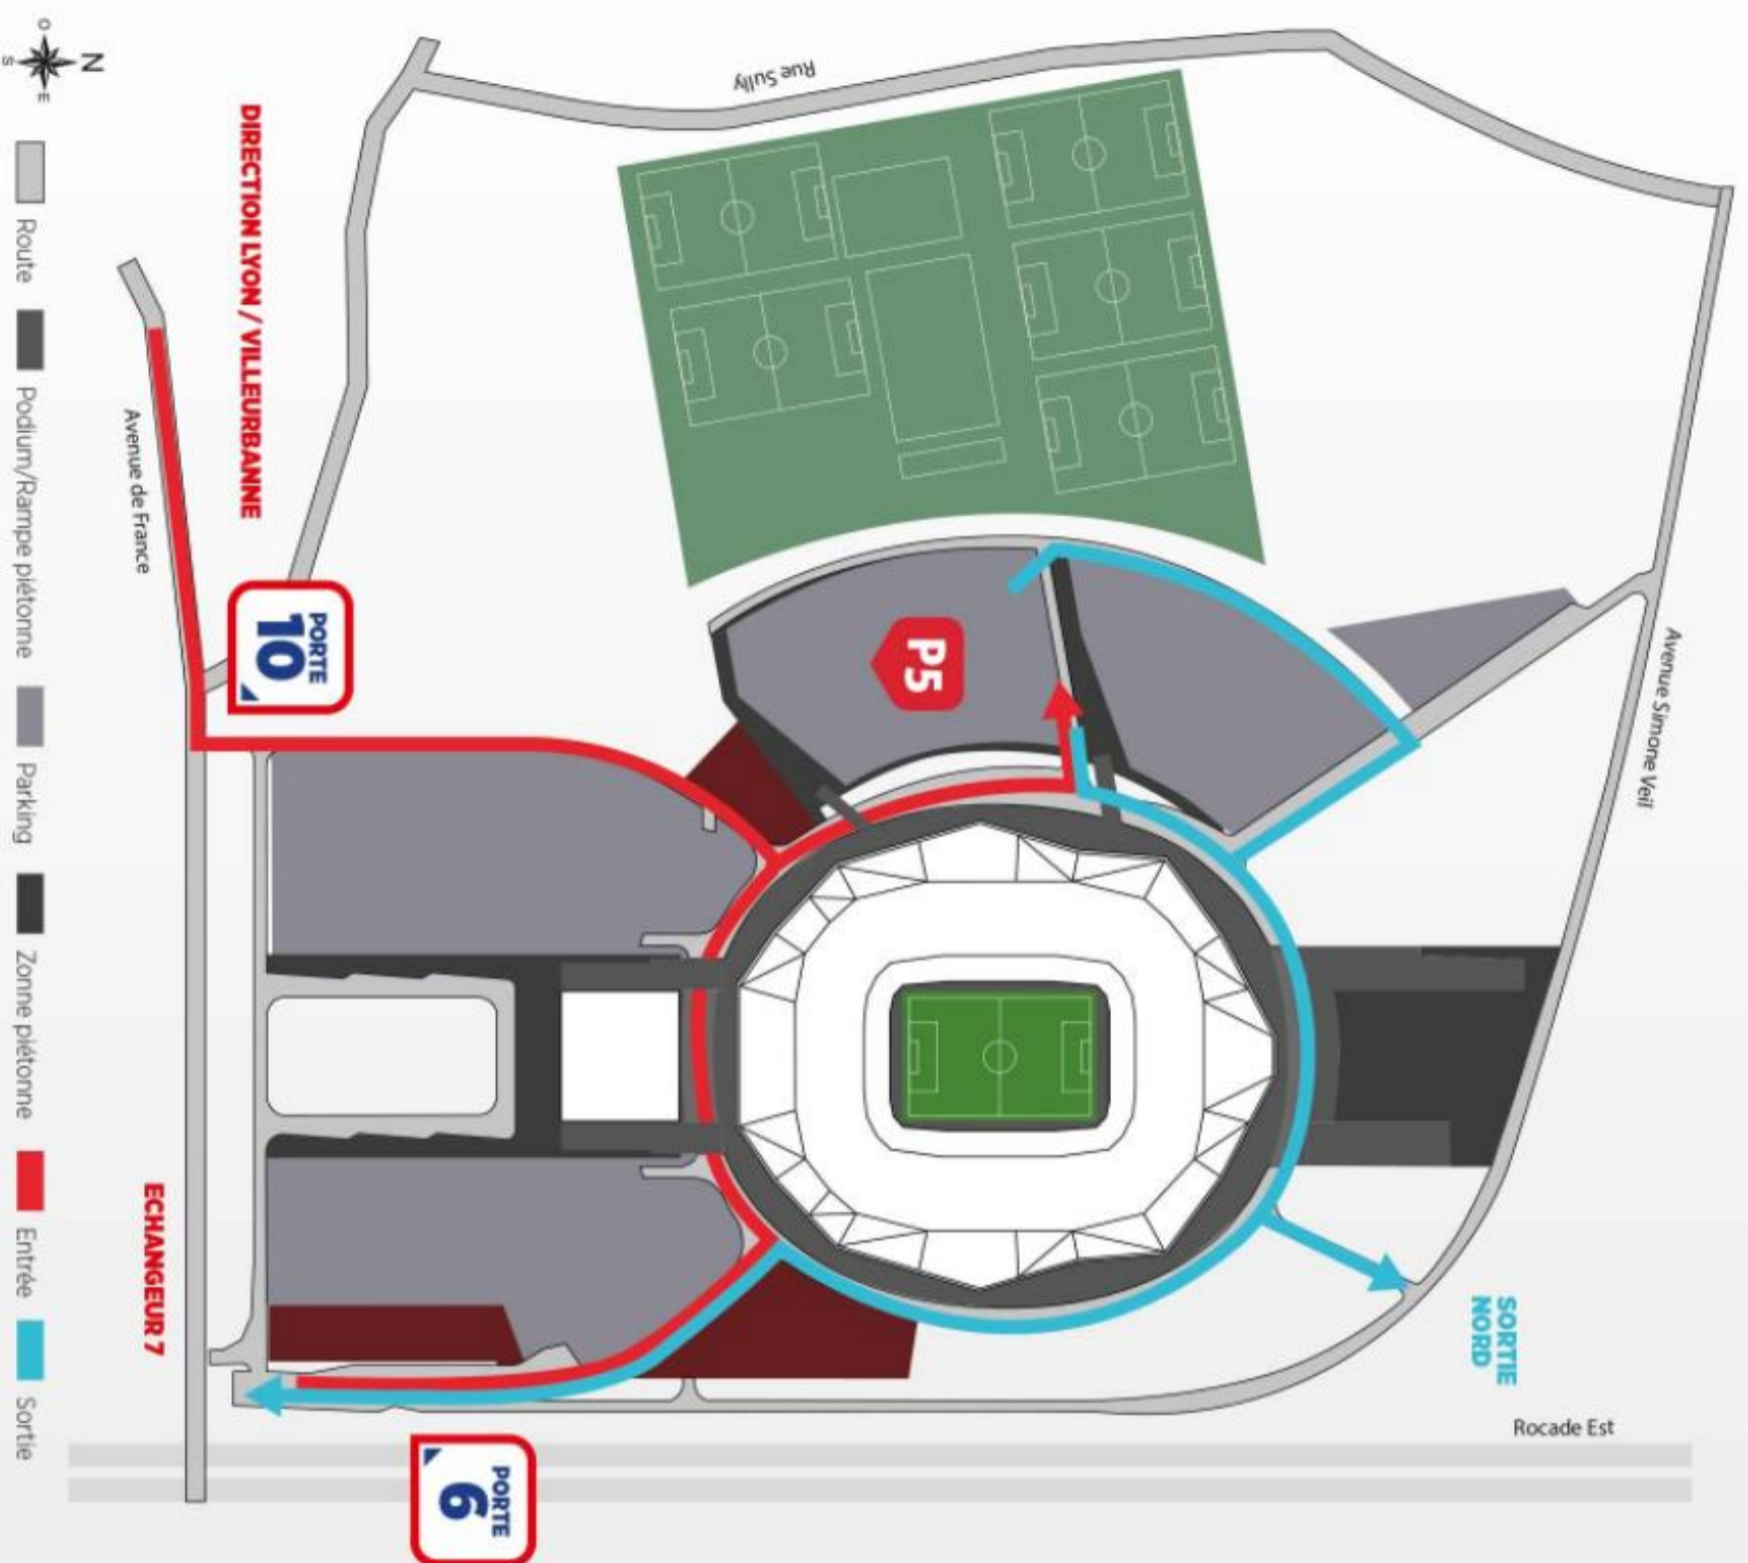 N
O
S
E
Route
Podium/Rampe piétonne
Parking
Zonne piétonne
Entrée
Sortie
DIRECTION LYON / VILLEURBANNE
Avenue de France
Rue Sully
PORTE
10
P5
Avenue Simone Veil
ECHANGEUR 7
SORTIE
NORD
Rocade Est
PORTE
6